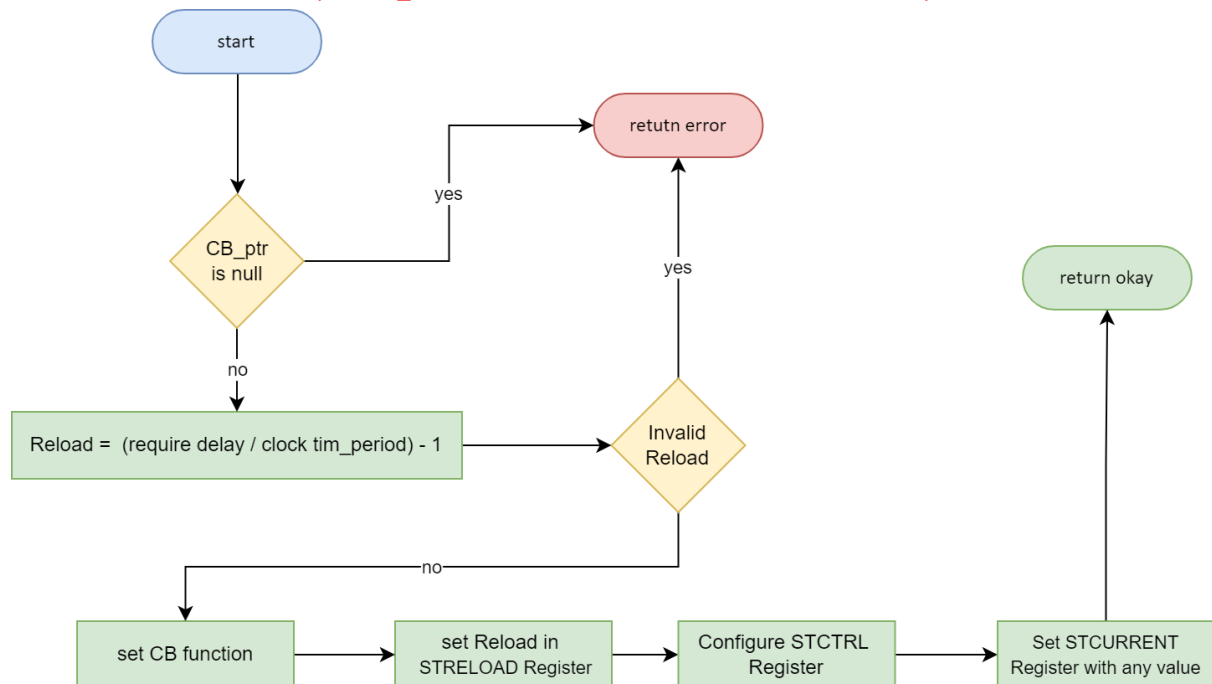 start
retutn error
yes
CB_ptr
is null
yes
return okay
no
Reload =  (require delay / clock tim_period) - 1
Invalid
Reload
no
set CB function
set Reload in
STRELOAD Register
Configure STCTRL
Register
Set STCURRENT
Register with any value